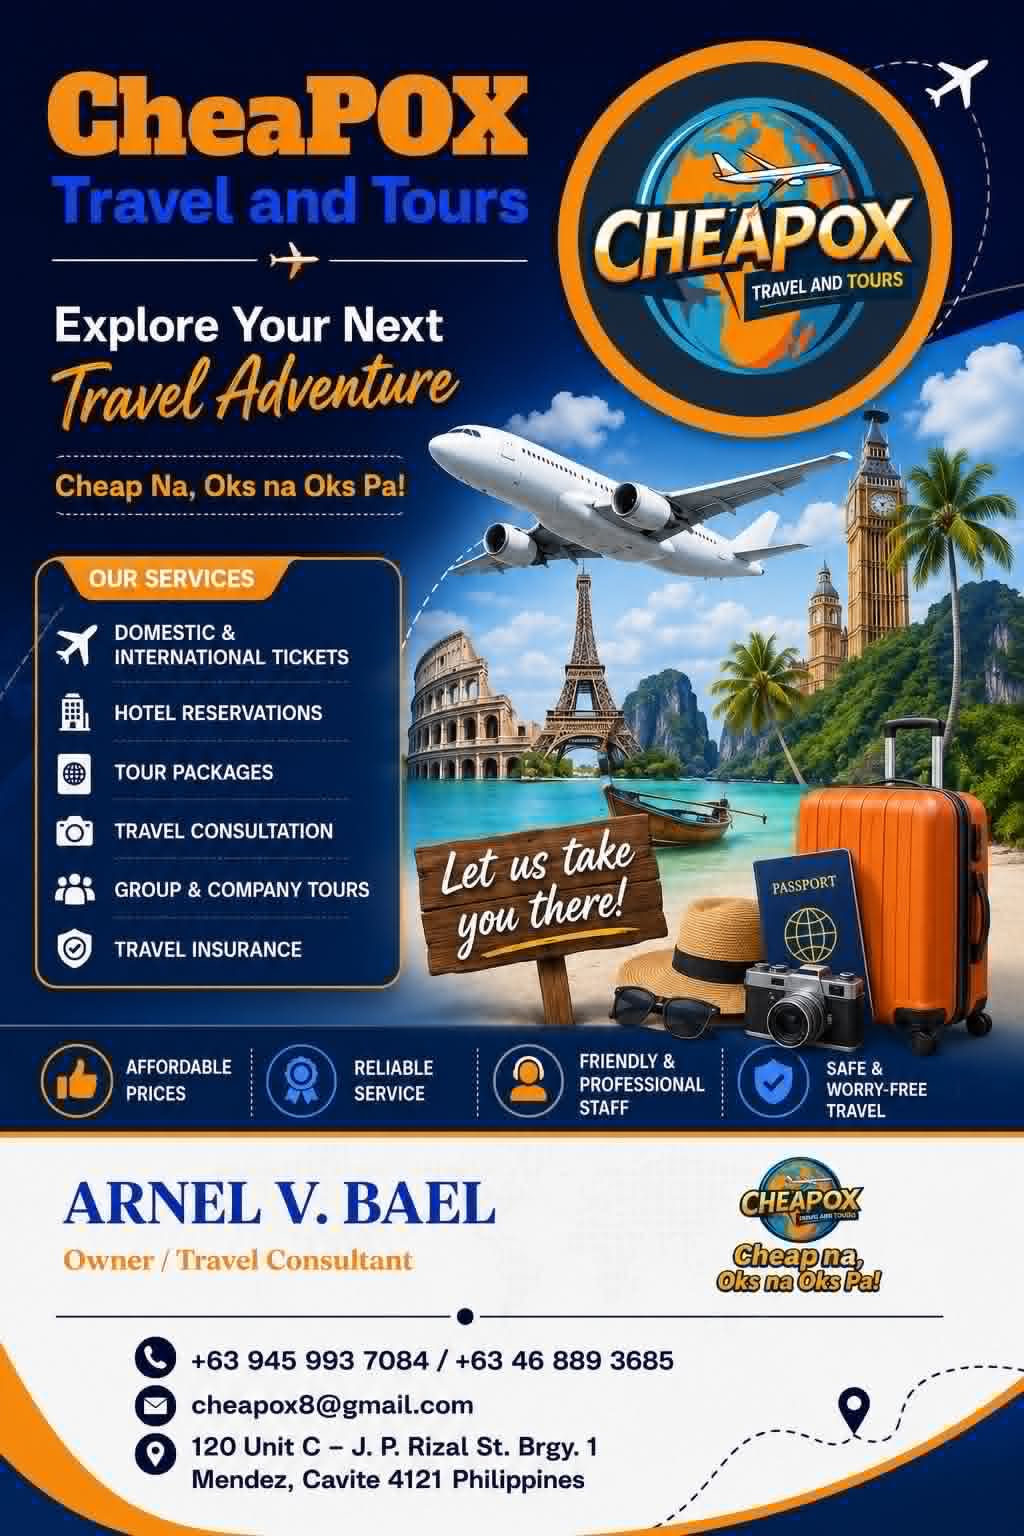 CheaPOX
Travel and Tours
CHEAPOX
TRAVEL AND TOURS
Explore Your Next
Travel Adventure
Cheap Na, Oks na Oks Pa!
OUR SERVICES
DOMESTIC &
INTERNATIONAL TICKETS
HOTEL RESERVATIONS
TOUR PACKAGES
TRAVEL CONSULTATION
GROUP & COMPANY TOURS
TRAVEL INSURANCE
Let us take
you there!
PASSPORT
AFFORDABLE
PRICES
RELIABLE
SERVICE
FRIENDLY &
PROFESSIONAL
STAFF
SAFE &
WORRY-FREE
TRAVEL
ARNEL V. BAEL
Owner / Travel Consultant
CHEAPOX
TRAVEL AND TOURS
Cheap na,
Oks na Oks Pa!
+63 945 993 7084 / +63 46 889 3685
cheapox8@gmail.com
120 Unit C – J. P. Rizal St. Brgy. 1
Mendez, Cavite 4121 Philippines